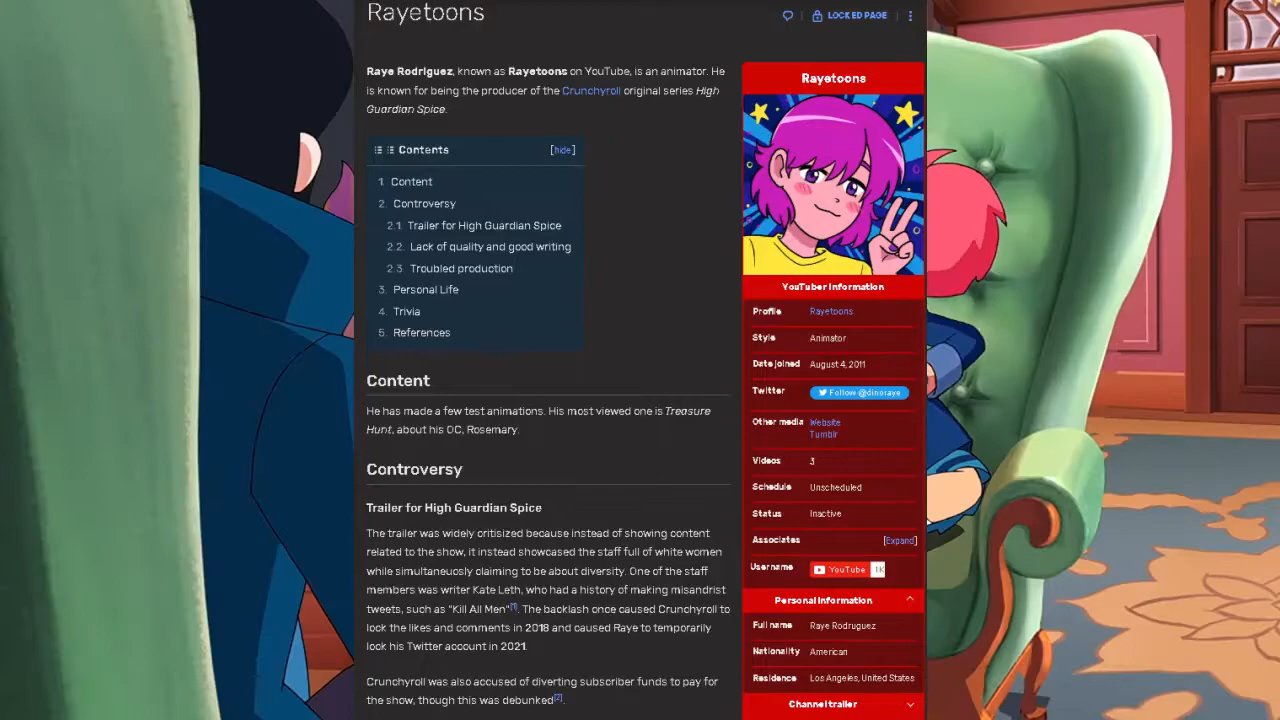 Rayetoons
LOCKED PAGE
Raye Rodriguez, known as Rayetoons on YouTube, is an animator. He
is known for being the producer of the Crunchyroll original series High
Guardian Spice.
Contents [hide]
1. Content
2. Controversy
2.1. Trailer for High Guardian Spice
2.2. Lack of quality and good writing
2.3 Troubled production
3. Personal Life
4. Trivia
5. References
Content
He has made a few test animations. His most viewed one is Treasure
Hunt, about his OC, Rosemary.
Controversy
Trailer for High Guardian Spice
The trailer was widely critisized because instead of showing content
related to the show, it instead showcased the staff full of white women
while simultaneously claiming to be about diversity. One of the staff
members was writer Kate Leth, who had a history of making misandrist
tweets, such as "Kill All Men"[1]. The backlash once caused Crunchyroll to
lock the likes and comments in 2018 and caused Raye to temporarily
lock his Twitter account in 2021.
Crunchyroll was also accused of diverting subscriber funds to pay for
the show, though this was debunked[2].
Rayetoons
YouTuber Information
Profile Rayetoons
Style Animator
Date joined August 4, 2011
Twitter Follow @dinoraye
Other media Website
Tumblr
Videos 3
Schedule Unscheduled
Status Inactive
Associates [Expand]
Username YouTube 1K
Personal Information
Full name Raye Rodruguez
Nationality American
Residence Los Angeles, United States
Channel trailer